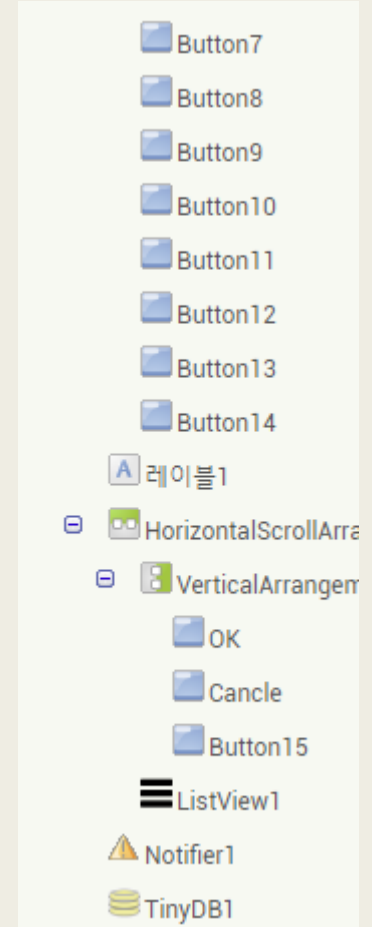 Button7
Button8
Button9
Button10
Button11
Button12
Button13
Button14
A 레이블1
HorizontalScrollArra
VerticalArrangem
OK
Cancle
Button15
ListView1
Notifier1
TinyDB1